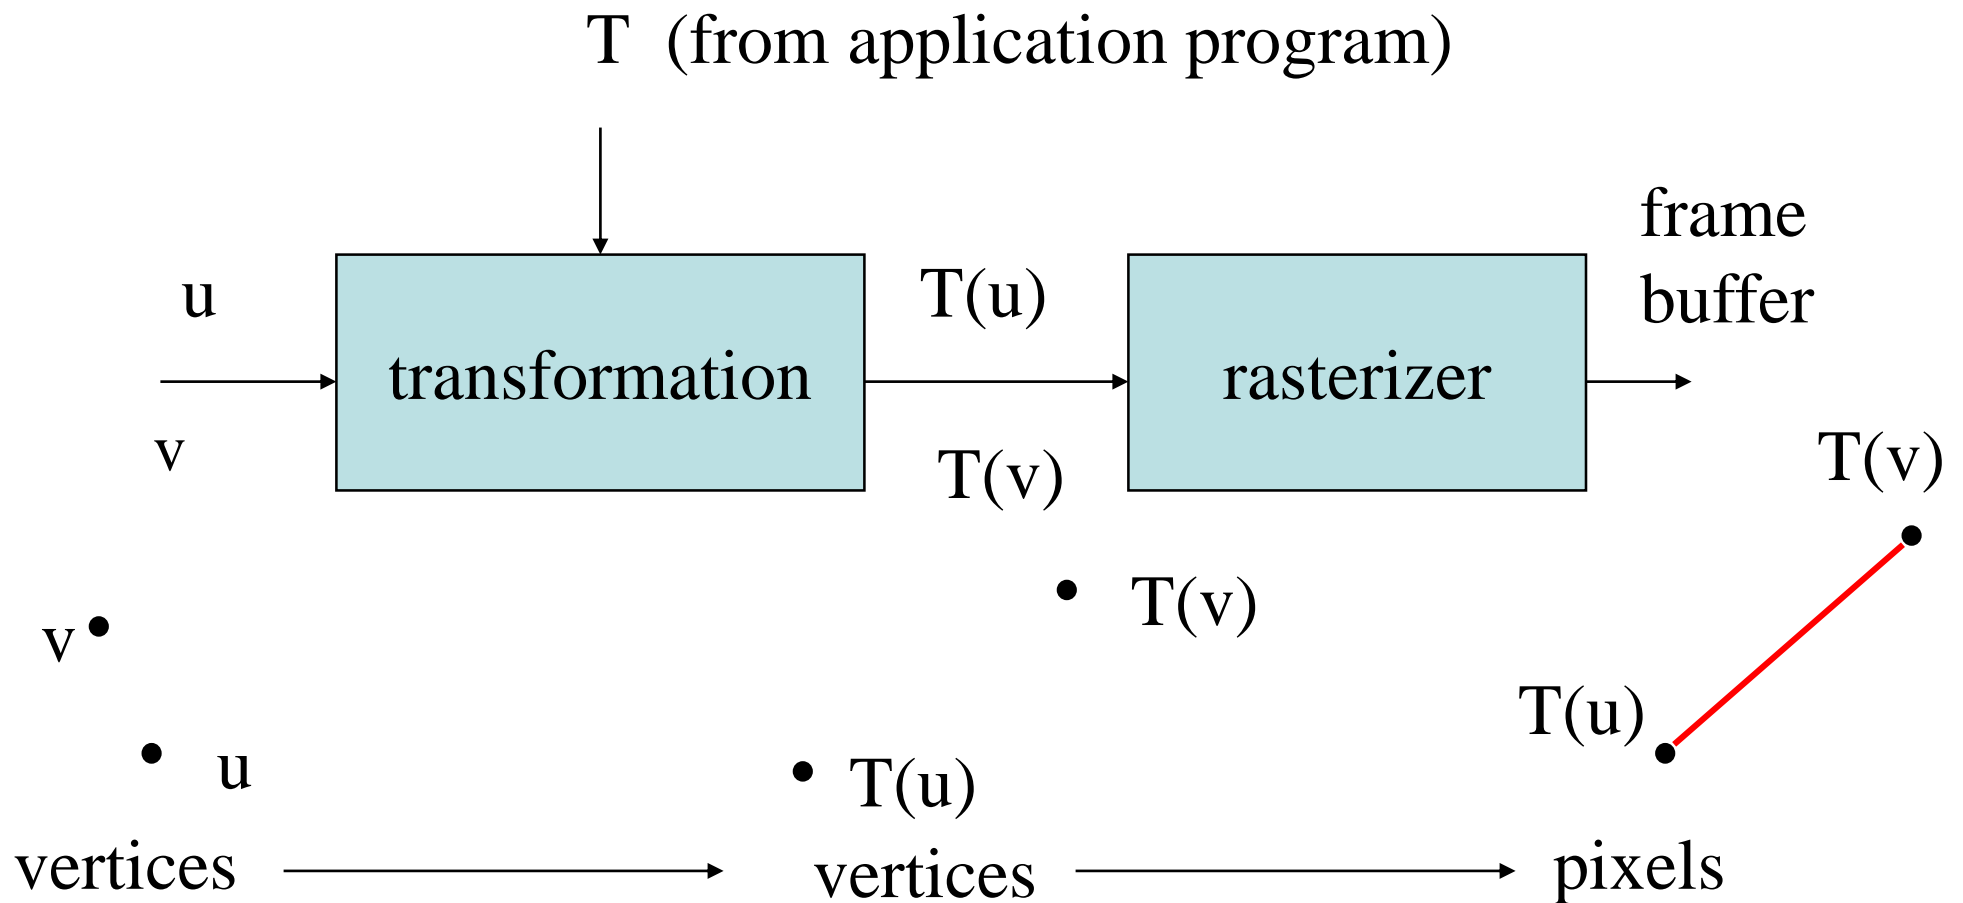 T (from application program)
frame
buffer
u
T(u)
transformation
rasterizer
v
T(v)
T(v)
T(v)
v
T(u)
u
T(u)
vertices
vertices
pixels